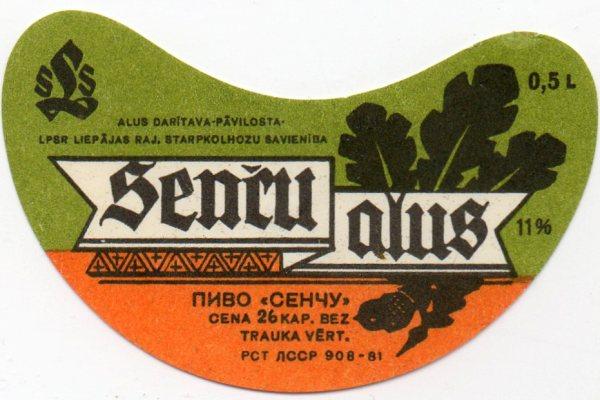 SLS
0,5 L
ALUS DARĪTAVA-PĀVILOSTA-
LPSR LIEPĀJAS RAJ. STARPKOLHOZU SAVIENĪBA
Senču alus
11%
ПИВО «СЕНЧУ»
CENA 26 KAP. BEZ
TRAUKA VĒRT.
РСТ ЛССР 908-81